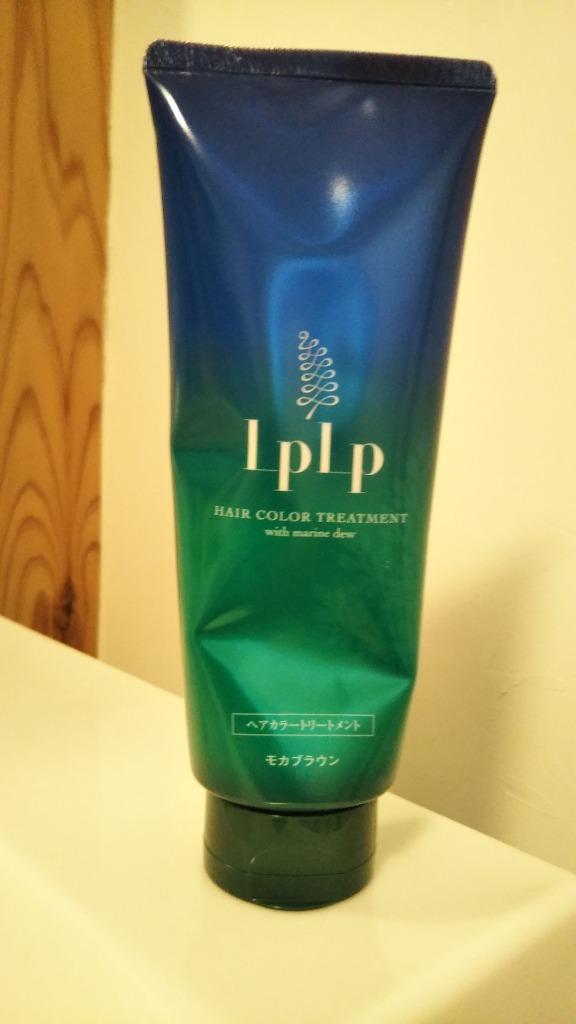 LpLp
HAIR COLOR TREATMENT
with marine dew
ヘアカラートリートメント
モカブラウン